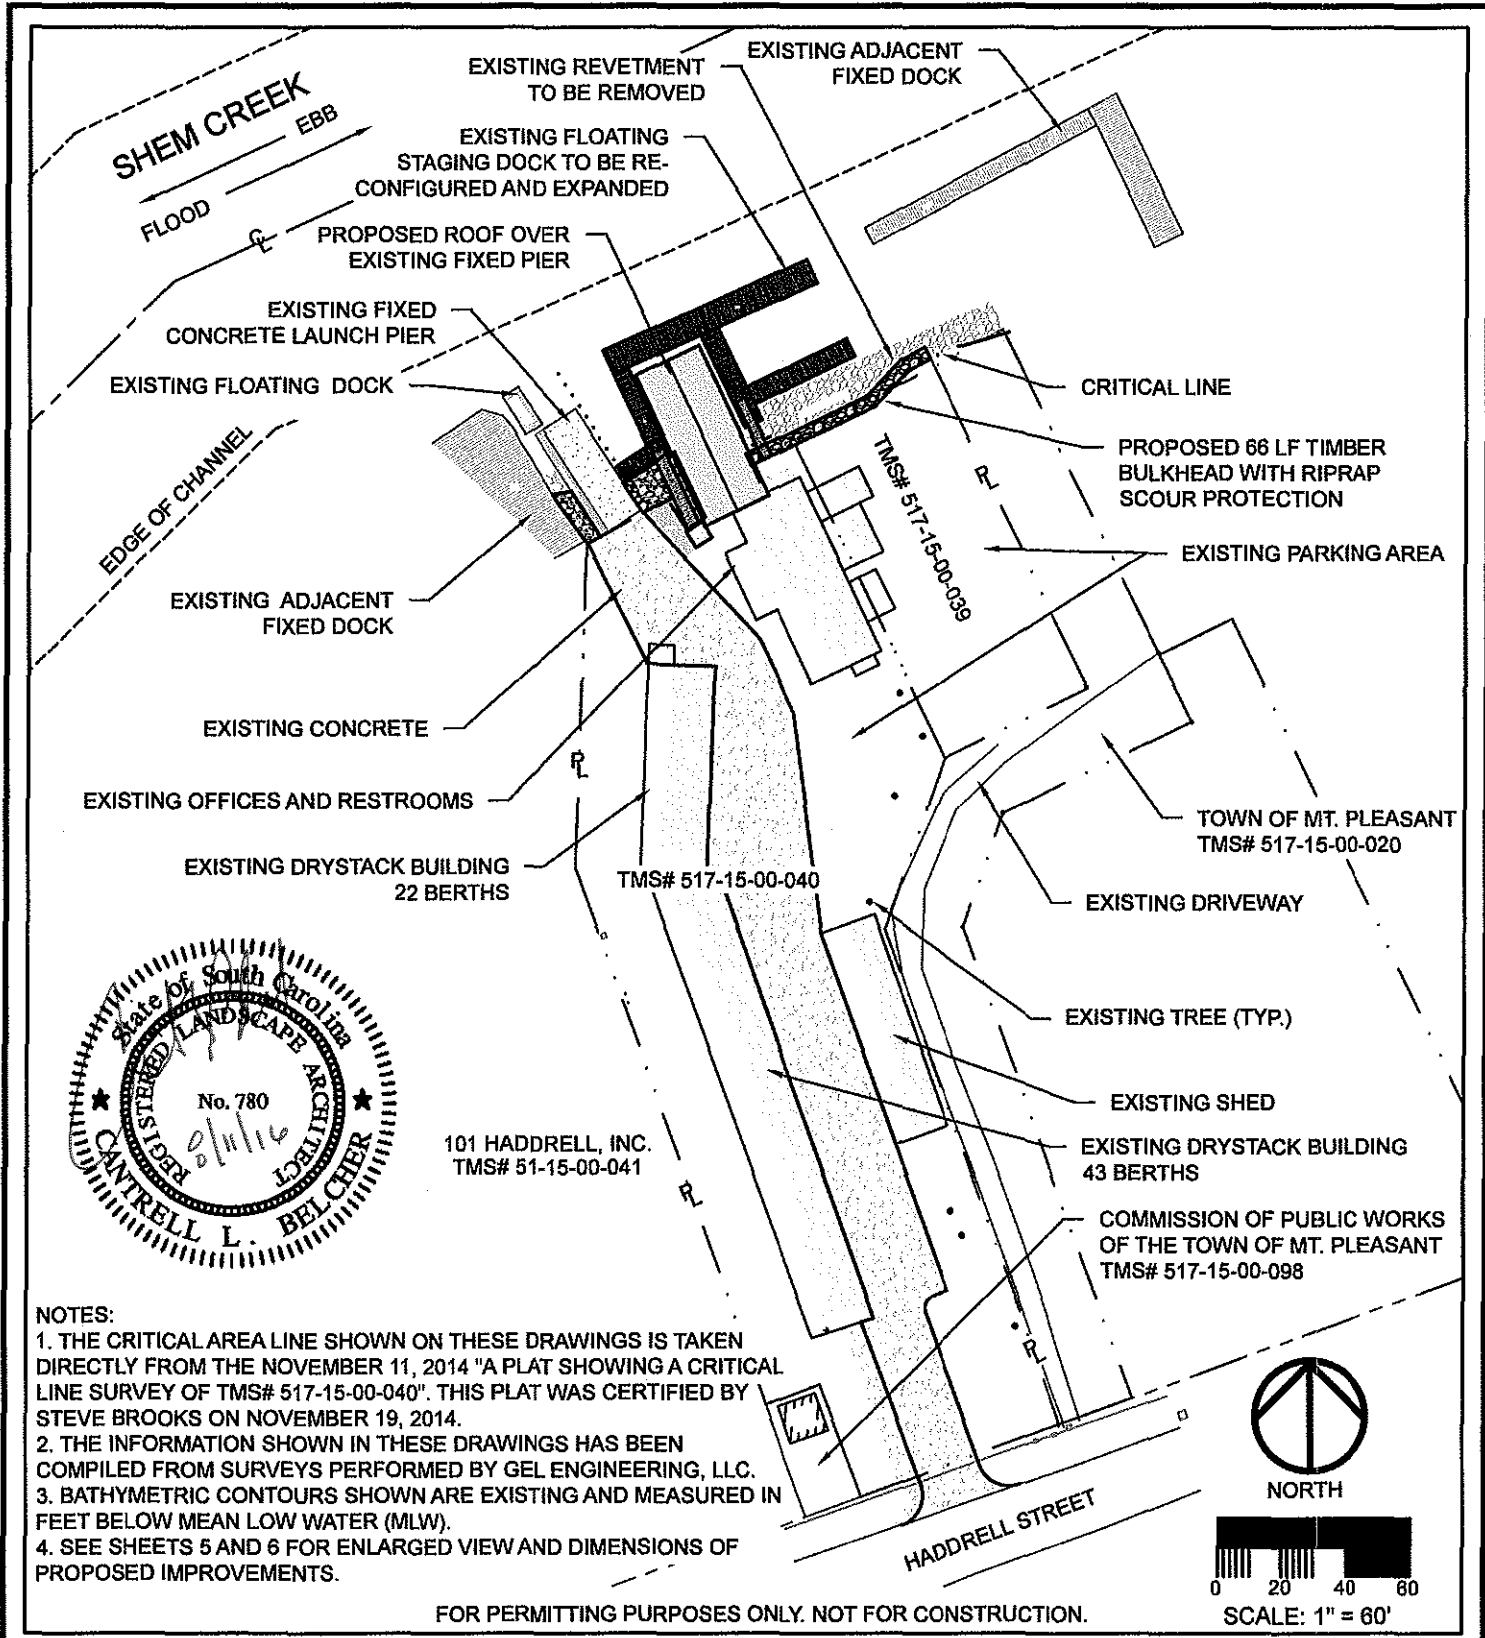 SHEM CREEK
EBB
FLOOD
CL
EXISTING REVETMENT
TO BE REMOVED
EXISTING ADJACENT
FIXED DOCK
EXISTING FLOATING
STAGING DOCK TO BE RE-
CONFIGURED AND EXPANDED
PROPOSED ROOF OVER
EXISTING FIXED PIER
EXISTING FIXED
CONCRETE LAUNCH PIER
EXISTING FLOATING DOCK
EDGE OF CHANNEL
CRITICAL LINE
PROPOSED 66 LF TIMBER
BULKHEAD WITH RIPRAP
SCOUR PROTECTION
TMS# 517-15-00-039
PL
EXISTING PARKING AREA
EXISTING ADJACENT
FIXED DOCK
EXISTING CONCRETE
PL
EXISTING OFFICES AND RESTROOMS
TOWN OF MT. PLEASANT
TMS# 517-15-00-020
EXISTING DRYSTACK BUILDING
22 BERTHS
TMS# 517-15-00-040
EXISTING DRIVEWAY
EXISTING TREE (TYP.)
State of South Carolina
REGISTERED LANDSCAPE ARCHITECT
No. 780
8/11/16
CANTRELL L. BELCHER
EXISTING SHED
101 HADDRELL, INC.
TMS# 51-15-00-041
PL
EXISTING DRYSTACK BUILDING
43 BERTHS
COMMISSION OF PUBLIC WORKS
OF THE TOWN OF MT. PLEASANT
TMS# 517-15-00-098
PL
NOTES:
1. THE CRITICAL AREA LINE SHOWN ON THESE DRAWINGS IS TAKEN
DIRECTLY FROM THE NOVEMBER 11, 2014 "A PLAT SHOWING A CRITICAL
LINE SURVEY OF TMS# 517-15-00-040". THIS PLAT WAS CERTIFIED BY
STEVE BROOKS ON NOVEMBER 19, 2014.
2. THE INFORMATION SHOWN IN THESE DRAWINGS HAS BEEN
COMPILED FROM SURVEYS PERFORMED BY GEL ENGINEERING, LLC.
3. BATHYMETRIC CONTOURS SHOWN ARE EXISTING AND MEASURED IN
FEET BELOW MEAN LOW WATER (MLW).
4. SEE SHEETS 5 AND 6 FOR ENLARGED VIEW AND DIMENSIONS OF
PROPOSED IMPROVEMENTS.
HADDRELL STREET
NORTH
0 20 40 60
SCALE: 1" = 60'
FOR PERMITTING PURPOSES ONLY. NOT FOR CONSTRUCTION.